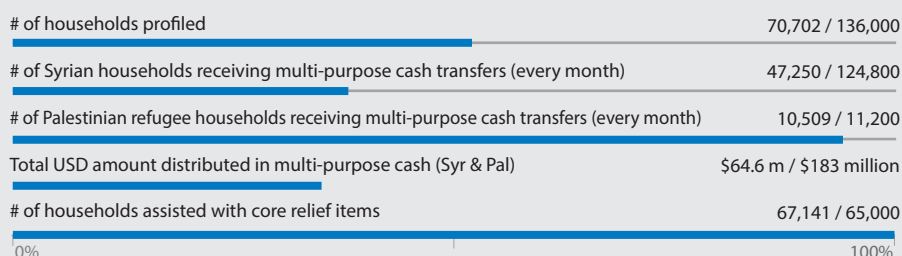 # of households profiled 70,702 / 136,000
# of Syrian households receiving multi-purpose cash transfers (every month) 47,250 / 124,800
# of Palestinian refugee households receiving multi-purpose cash transfers (every month) 10,509 / 11,200
Total USD amount distributed in multi-purpose cash (Syr & Pal) $64.6 m / $183 million
# of households assisted with core relief items 67,141 / 65,000
0% 100%